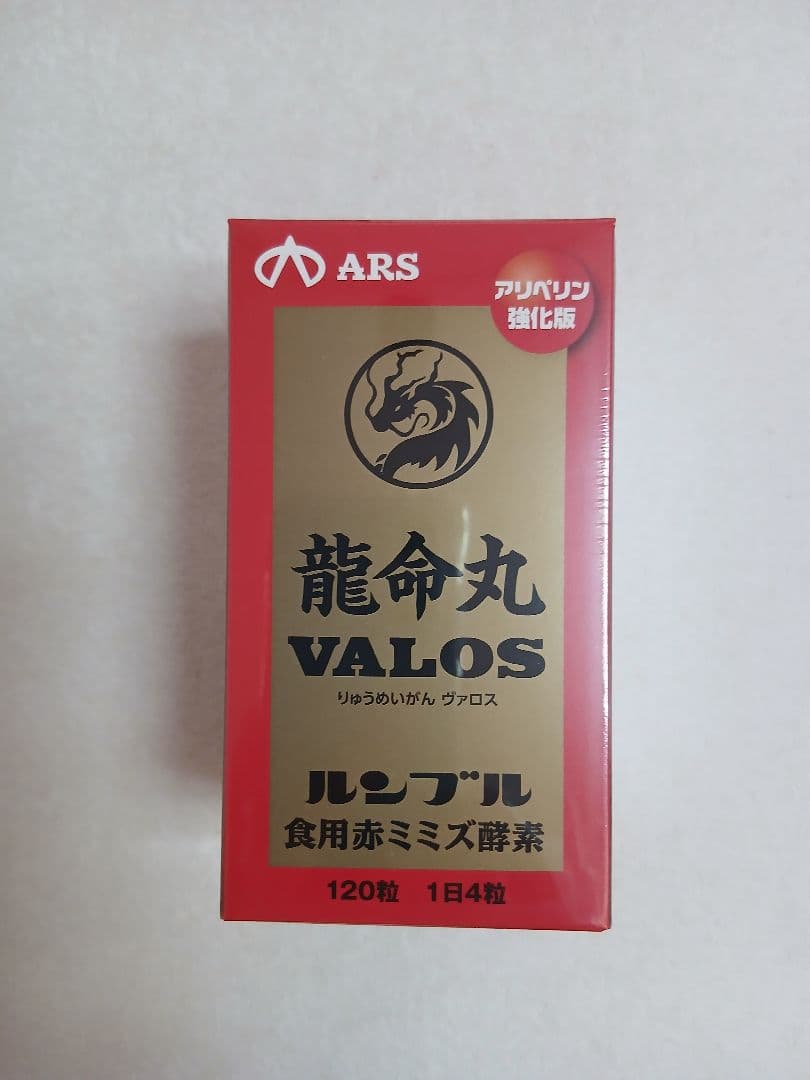 ARS
アリペリン
強化版
龍命丸
VALOS
りゅうめいがん ヴァロス
ルンブル
食用赤ミミズ酵素
120粒 1日4粒